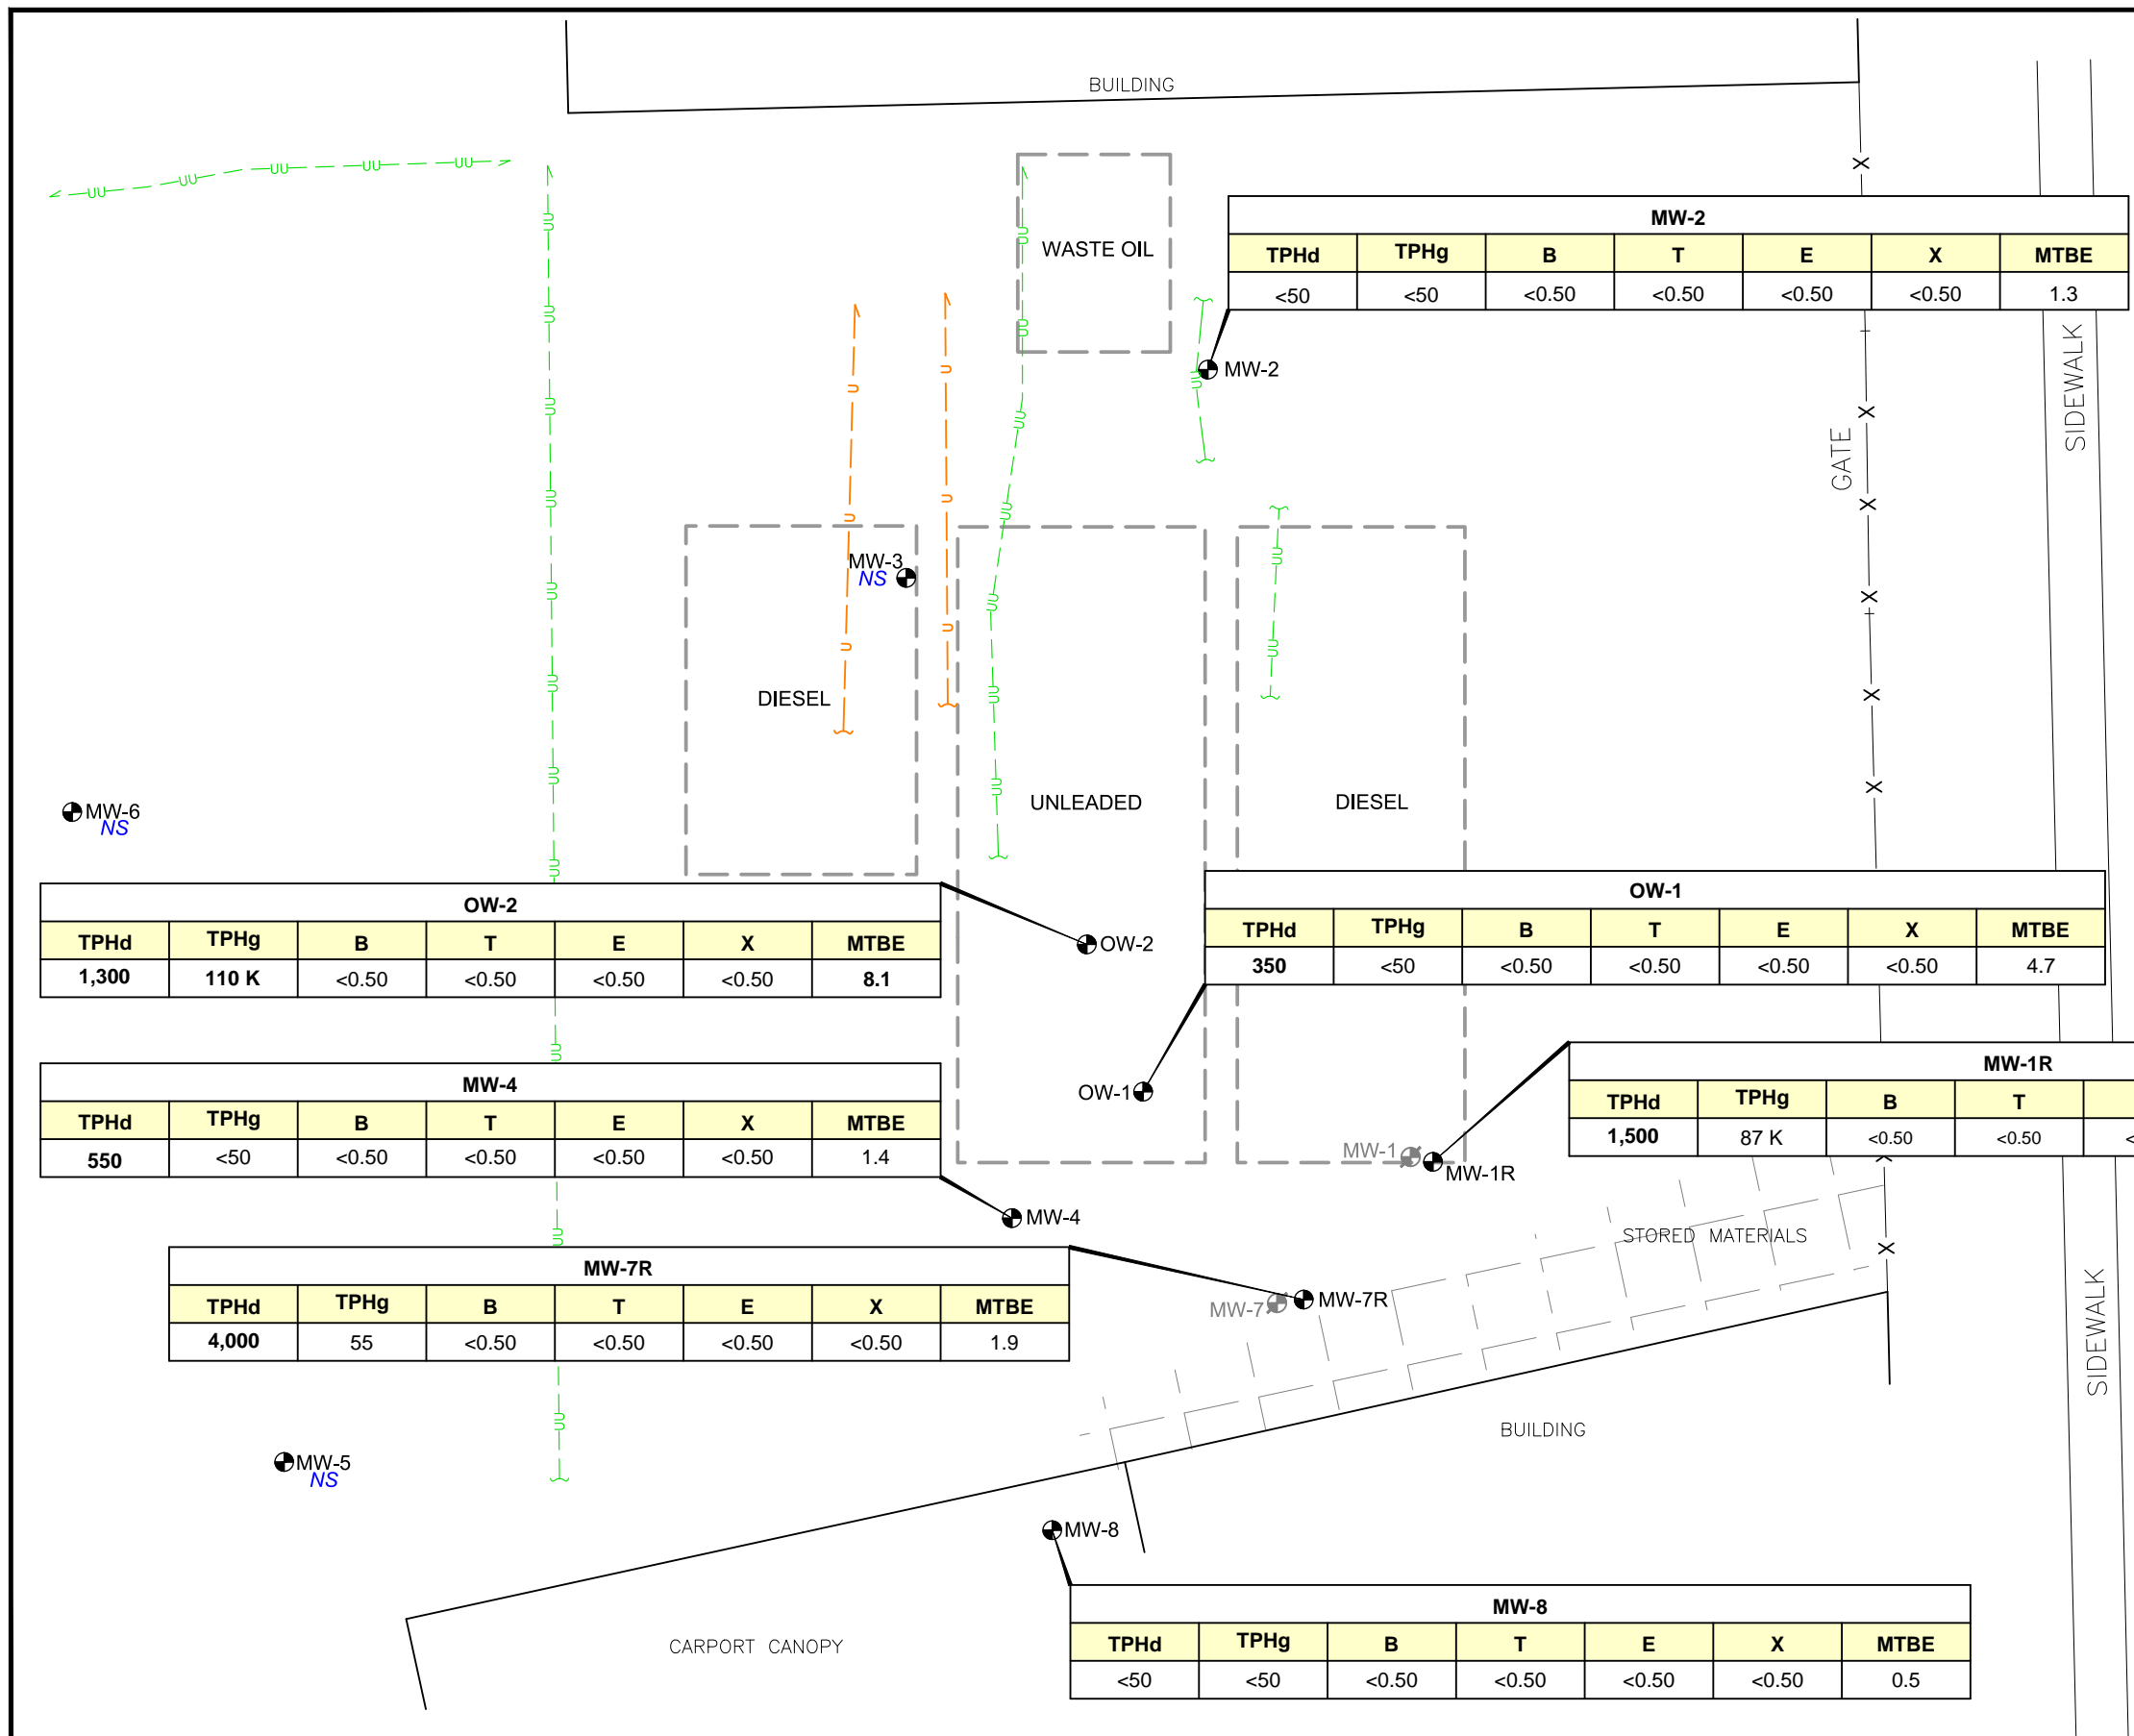 BUILDING
WASTE OIL
MW-2
TPHd TPHg B T E X MTBE
<50 <50 <0.50 <0.50 <0.50 <0.50 1.3
MW-2
SIDEWALK
GATE
MW-3
NS
DIESEL
UNLEADED
DIESEL
MW-6
NS
OW-2
TPHd TPHg B T E X MTBE
1,300 110 K <0.50 <0.50 <0.50 <0.50 8.1
OW-2
OW-1
TPHd TPHg B T E X MTBE
350 <50 <0.50 <0.50 <0.50 <0.50 4.7
OW-1
MW-4
TPHd TPHg B T E X MTBE
550 <50 <0.50 <0.50 <0.50 <0.50 1.4
MW-4
MW-1R
TPHd TPHg B T
1,500 87 K <0.50 <0.50 <
MW-1
MW-1R
STORED MATERIALS
MW-7R
TPHd TPHg B T E X MTBE
4,000 55 <0.50 <0.50 <0.50 <0.50 1.9
MW-7
MW-7R
SIDEWALK
BUILDING
MW-5
NS
MW-8
CARPORT CANOPY
MW-8
TPHd TPHg B T E X MTBE
<50 <50 <0.50 <0.50 <0.50 <0.50 0.5